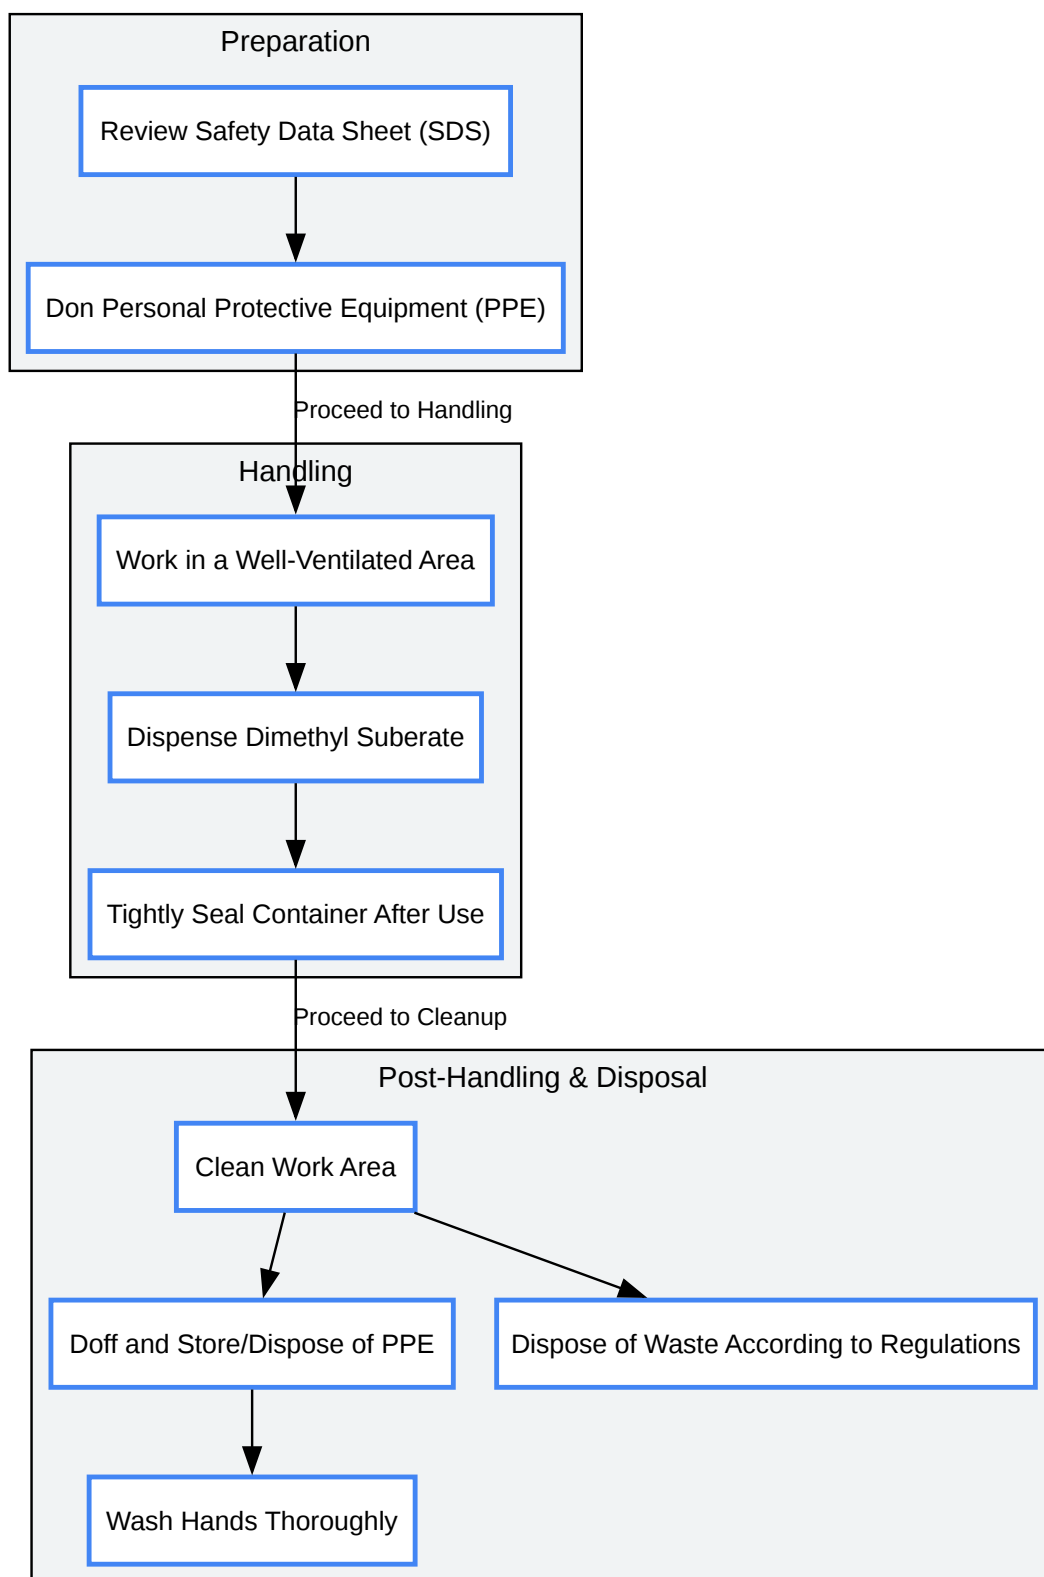 Preparation
Review Safety Data Sheet (SDS)
Don Personal Protective Equipment (PPE)
Proceed to Handling
Handling
Work in a Well-Ventilated Area
Dispense Dimethyl Suberate
Tightly Seal Container After Use
Proceed to Cleanup
Post-Handling & Disposal
Clean Work Area
Doff and Store/Dispose of PPE
Dispose of Waste According to Regulations
Wash Hands Thoroughly